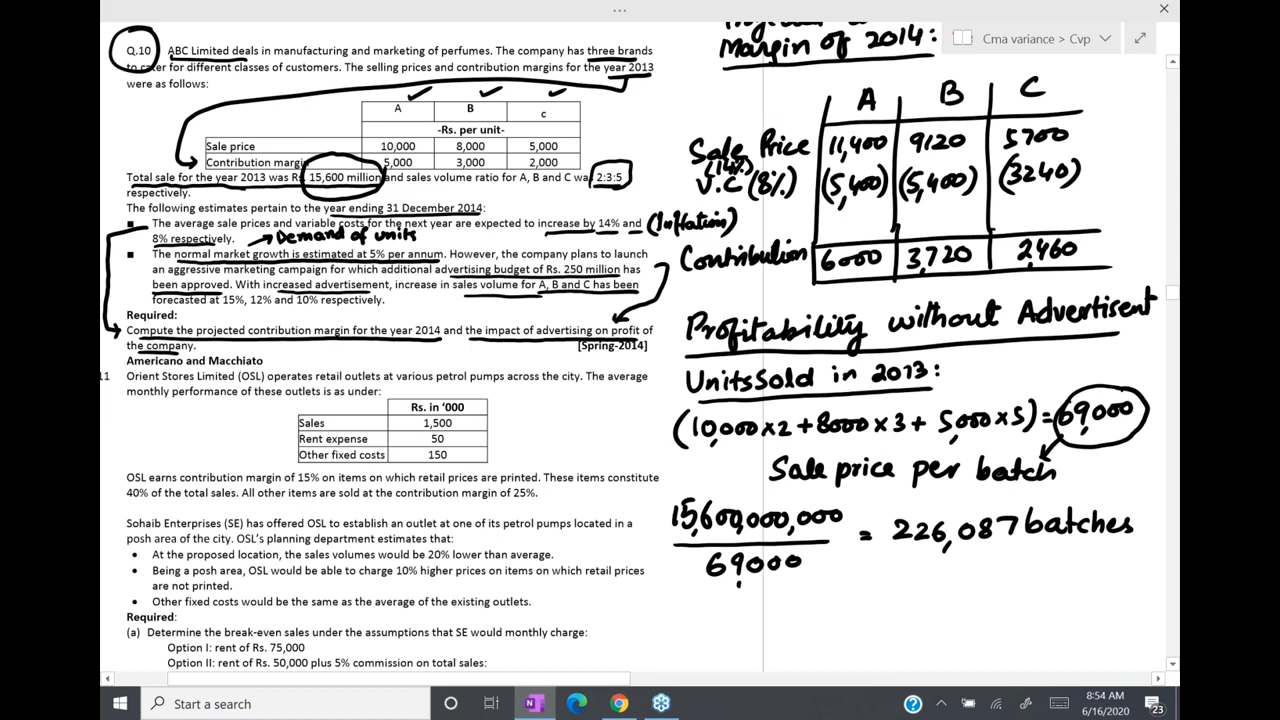 Q.10 ABC Limited deals in manufacturing and marketing of perfumes. The company has three brands
to cater for different classes of customers. The selling prices and contribution margins for the year 2013
were as follows:
A B c
-Rs. per unit-
Sale price 10,000 8,000 5,000
Contribution margin 5,000 3,000 2,000
Total sale for the year 2013 was Rs. 15,600 million and sales volume ratio for A, B and C was 2:3:5
respectively.
The following estimates pertain to the year ending 31 December 2014:
▪ The average sale prices and variable costs for the next year are expected to increase by 14% and
8% respectively.
(Inflation)
→ Demand of units
▪ The normal market growth is estimated at 5% per annum. However, the company plans to launch
an aggressive marketing campaign for which additional advertising budget of Rs. 250 million has
been approved. With increased advertisement, increase in sales volume for A, B and C has been
forecasted at 15%, 12% and 10% respectively.
Required:
Compute the projected contribution margin for the year 2014 and the impact of advertising on profit of
the company.
[Spring-2014]
Americano and Macchiato
11 Orient Stores Limited (OSL) operates retail outlets at various petrol pumps across the city. The average
monthly performance of these outlets is as under:
Rs. in ‘000
Sales 1,500
Rent expense 50
Other fixed costs 150
OSL earns contribution margin of 15% on items on which retail prices are printed. These items constitute
40% of the total sales. All other items are sold at the contribution margin of 25%.
Sohaib Enterprises (SE) has offered OSL to establish an outlet at one of its petrol pumps located in a
posh area of the city. OSL’s planning department estimates that:
• At the proposed location, the sales volumes would be 20% lower than average.
• Being a posh area, OSL would be able to charge 10% higher prices on items on which retail prices
are not printed.
• Other fixed costs would be the same as the average of the existing outlets.
Required:
(a) Determine the break-even sales under the assumptions that SE would monthly charge:
Option I: rent of Rs. 75,000
Option II: rent of Rs. 50,000 plus 5% commission on total sales:
Margin of 2014:
Cma variance > Cvp
A B C
Sale Price 11,400 9120 5700
(14%)
V.C (8%) (5,400) (5,400) (3240)
Contribution 6000 3,720 2,460
Profitability without Advertisent
Units Sold in 2013:
(10,000×2 + 8000×3 + 5,000×5) = 69,000
Sale price per batch
15,600,000,000
69,000
= 226,087 batches
Start a search
8:54 AM
6/16/2020
23